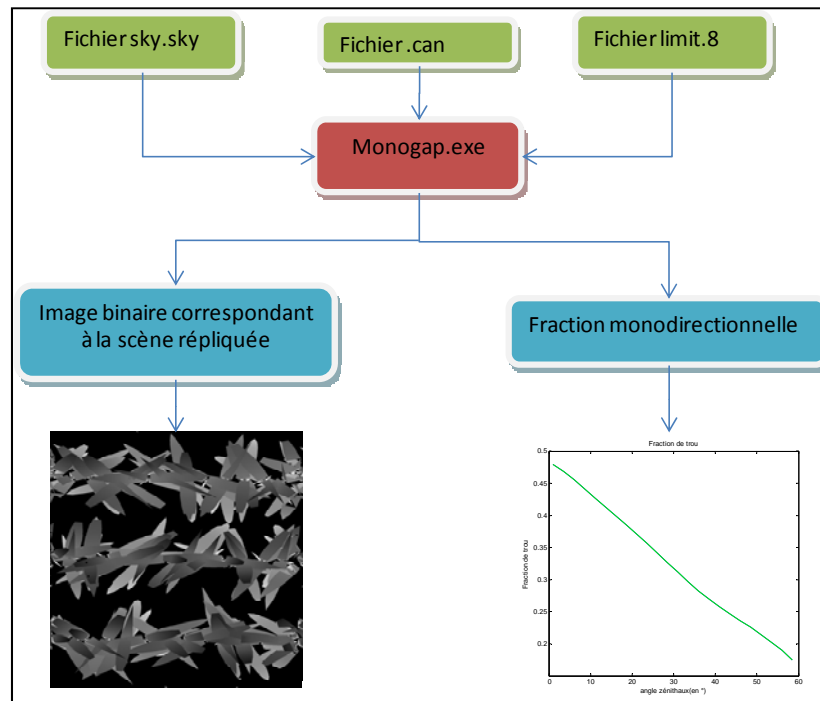 Fichier sky.sky
Fichier .can
Fichier limit.8
Monogap.exe
Image binaire correspondant
à la scène répliquée
Fraction monodirectionnelle
Fraction de trou
0.5
0.45
0.4
0.35
0.3
0.25
0.2
Fraction de trou
0 10 20 30 40 50 60
angle zénithaux(en °)